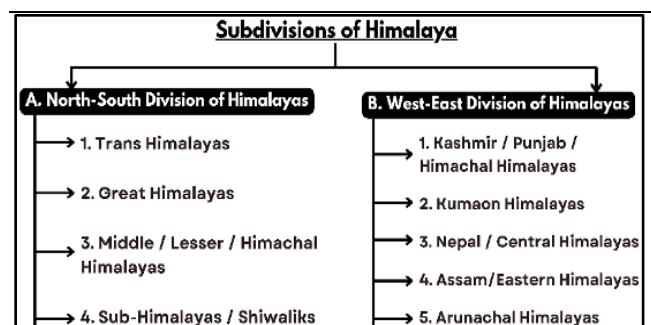 Subdivisions of Himalaya
A. North-South Division of Himalayas
1. Trans Himalayas
2. Great Himalayas
3. Middle / Lesser / Himachal
Himalayas
4. Sub-Himalayas / Shiwaliks
B. West-East Division of Himalayas
1. Kashmir / Punjab /
Himachal Himalayas
2. Kumaon Himalayas
3. Nepal / Central Himalayas
4. Assam/Eastern Himalayas
5. Arunachal Himalayas